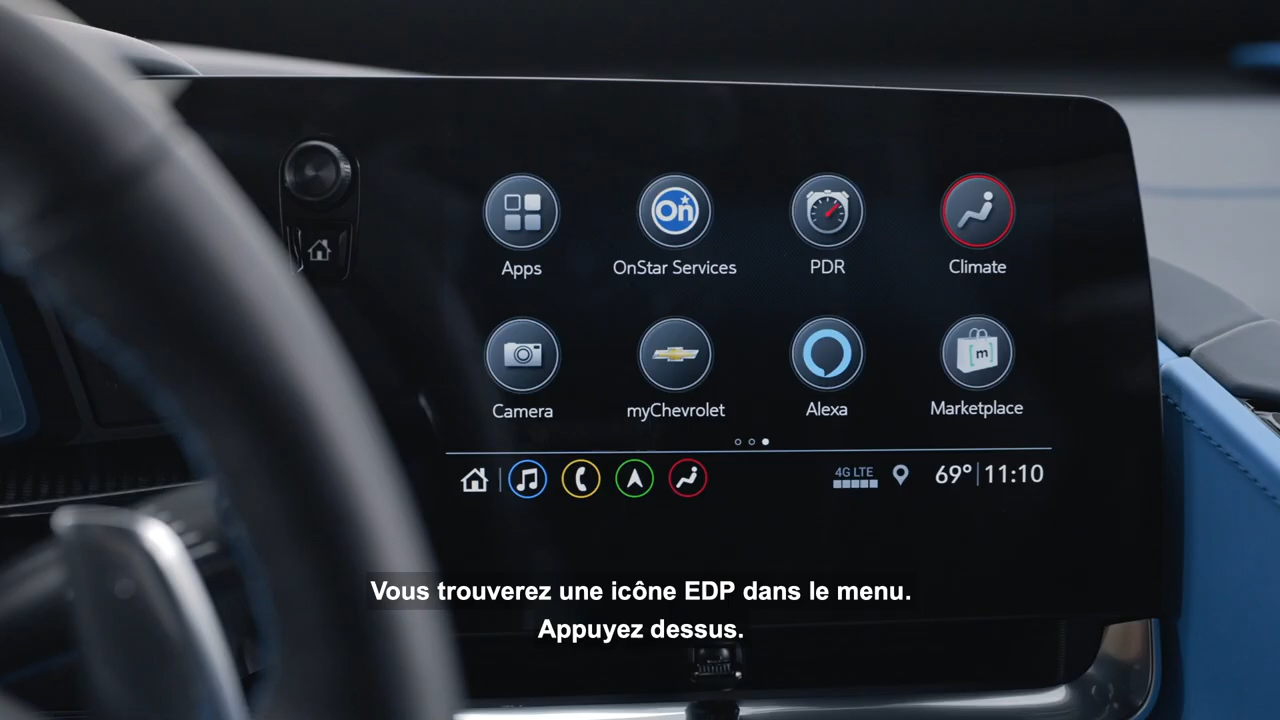 On
m
Apps
OnStar Services
PDR
Climate
Camera
myChevrolet
Alexa
Marketplace
4G LTE
69°
11:10
Vous trouverez une icône EDP dans le menu.
Appuyez dessus.